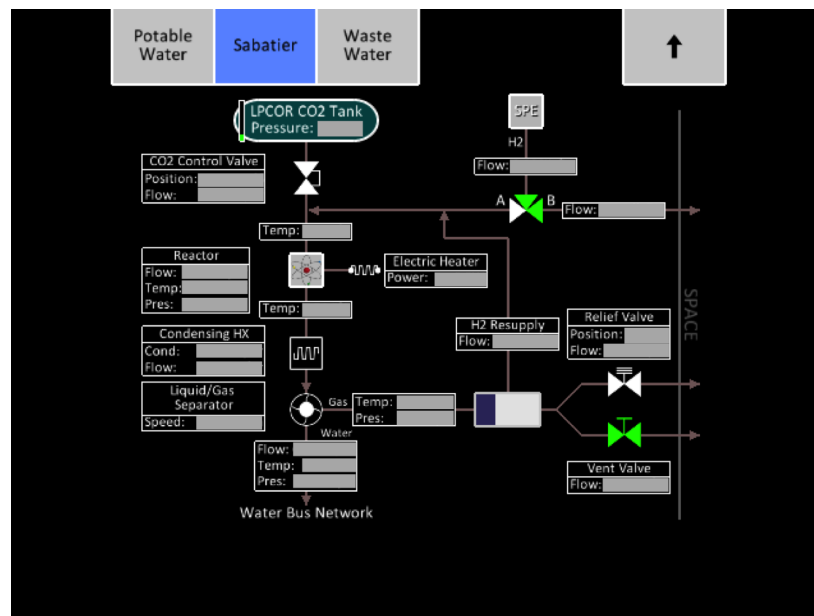 Potable
Water
Sabatier
Waste
Water
LPCOR CO2 Tank
Pressure:
SPE
H2
CO2 Control Valve
Position:
Flow:
Flow:
A
B
Flow:
Temp:
Reactor
Flow:
Temp:
Pres:
Electric Heater
Power:
Temp:
SPACE
Condensing HX
Cond:
Flow:
H2 Resupply
Flow:
Relief Valve
Position:
Flow:
Liquid/Gas
Separator
Speed:
Gas
Temp:
Pres:
Water
Flow:
Temp:
Pres:
Vent Valve
Flow:
Water Bus Network